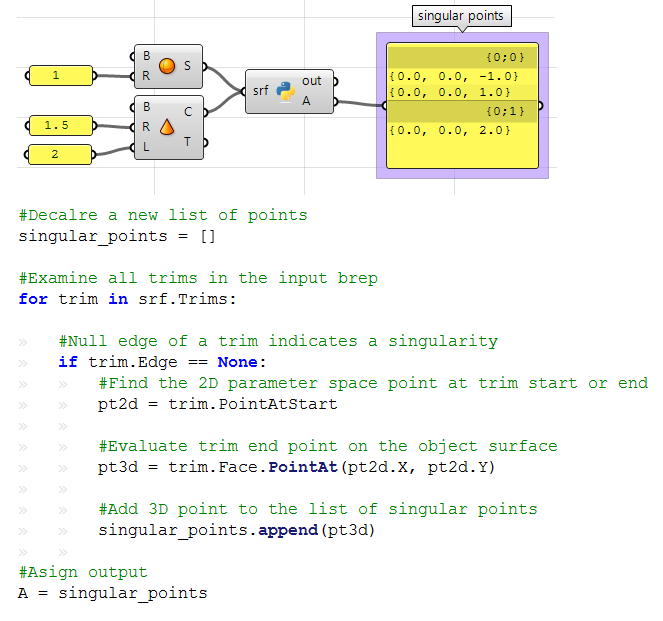 singular points
B
R
S
1
{0;0}
{0.0, 0.0, -1.0}
{0.0, 0.0, 1.0}
{0;1}
{0.0, 0.0, 2.0}
srf
out
A
B
R
L
C
T
1.5
2
#Decalre a new list of points
singular_points = []
#Examine all trims in the input brep
for trim in srf.Trims:
» #Null edge of a trim indicates a singularity
» if trim.Edge == None:
» » #Find the 2D parameter space point at trim start or end
» » pt2d = trim.PointAtStart
» »
» » #Evaluate trim end point on the object surface
» » pt3d = trim.Face.PointAt(pt2d.X, pt2d.Y)
» »
» » #Add 3D point to the list of singular points
» » singular_points.append(pt3d)
» »
#Asign output
A = singular_points